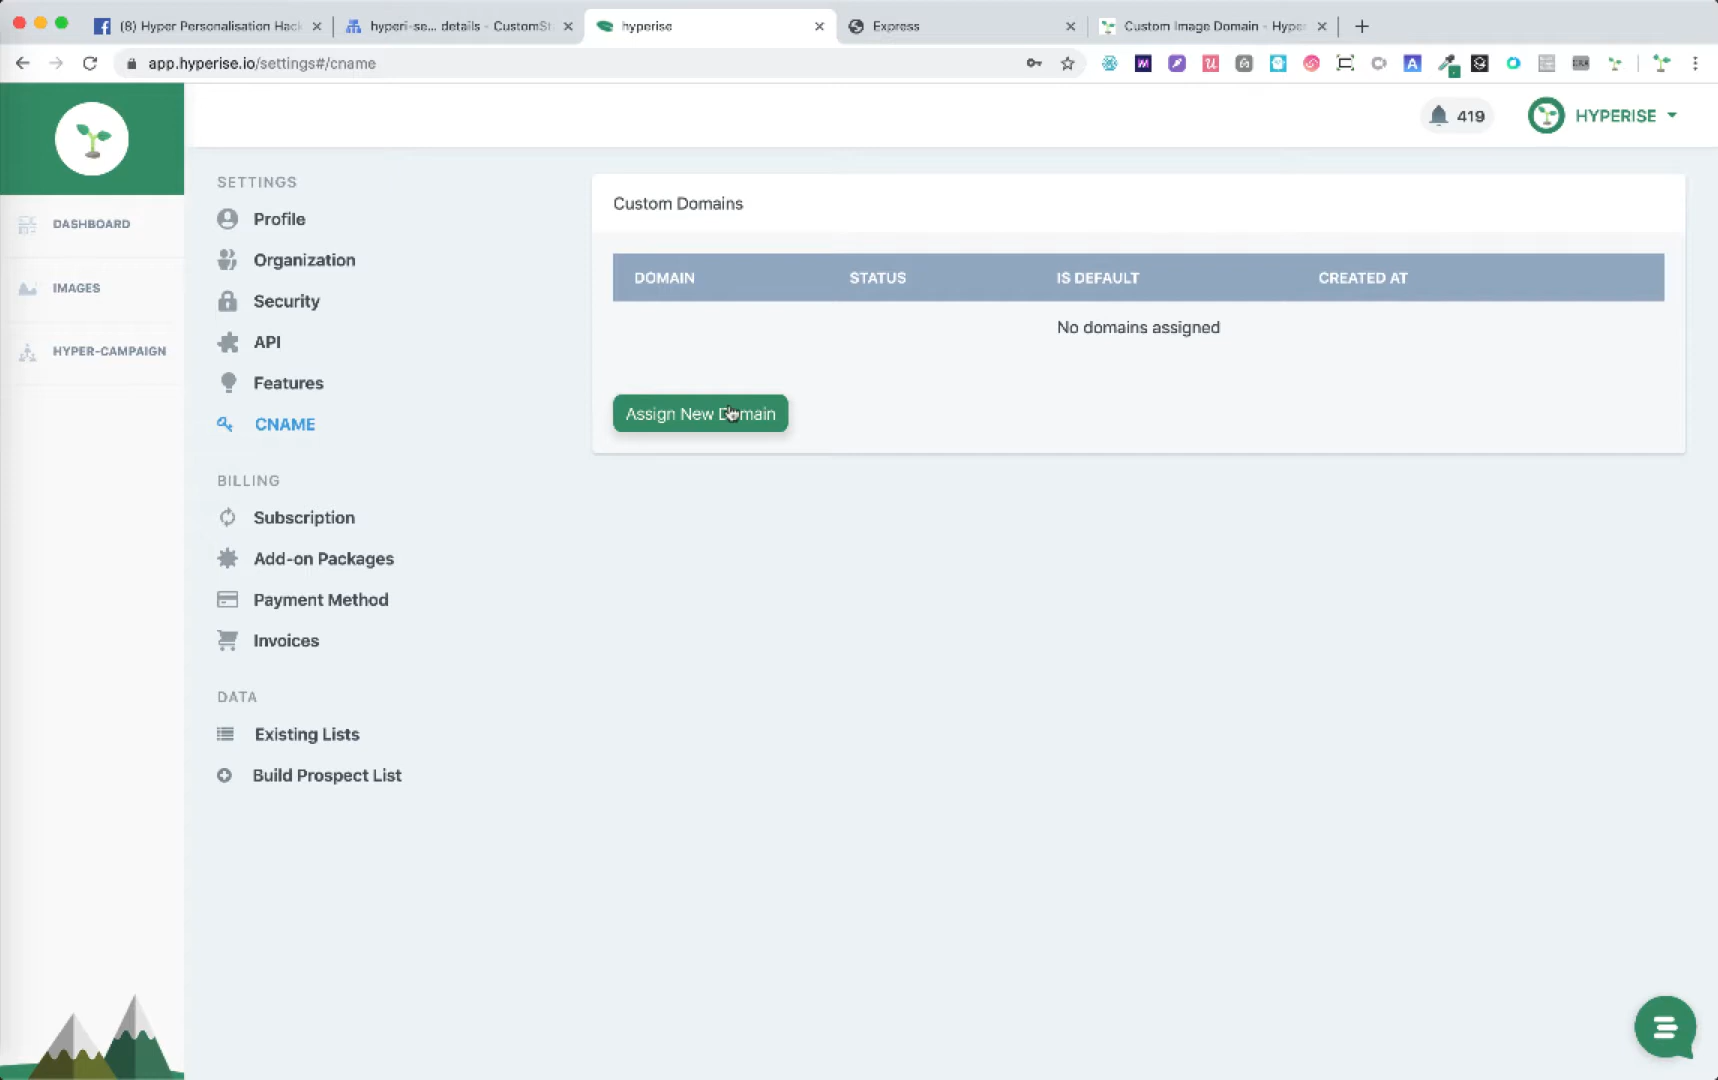 (8) Hyper Personalisation Hack
hyperi-se... details - CustomSt
hyperise
Express
Custom Image Domain - Hyper
app.hyperise.io/settings#/cname
419
HYPERISE
DASHBOARD
IMAGES
HYPER-CAMPAIGN
SETTINGS
Profile
Organization
Security
API
Features
CNAME
BILLING
Subscription
Add-on Packages
Payment Method
Invoices
DATA
Existing Lists
Build Prospect List
Custom Domains
DOMAIN STATUS IS DEFAULT CREATED AT
No domains assigned
Assign New Domain